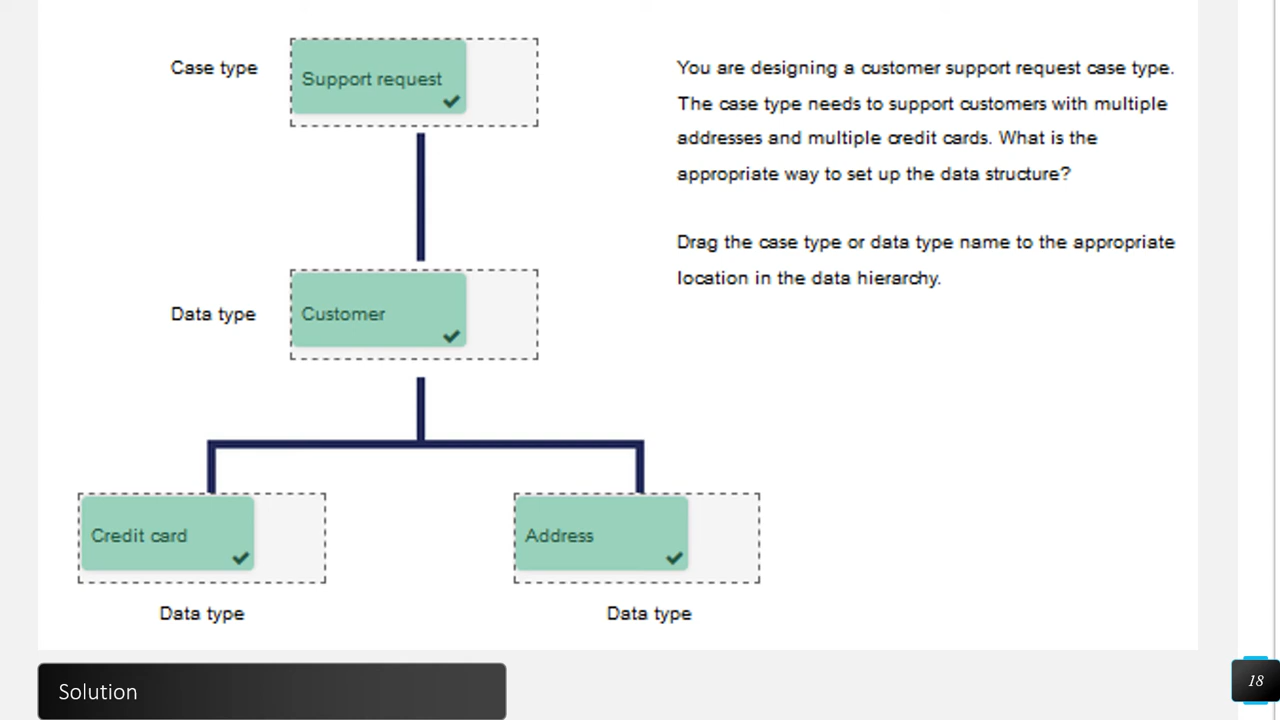 Case type
Support request
You are designing a customer support request case type.
The case type needs to support customers with multiple
addresses and multiple credit cards. What is the
appropriate way to set up the data structure?
Drag the case type or data type name to the appropriate
location in the data hierarchy.
Data type
Customer
Credit card
Address
Data type
Data type
Solution
18